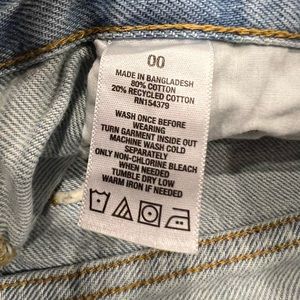 00
MADE IN BANGLADESH
80% COTTON
20% RECYCLED COTTON
RN154379
WASH ONCE BEFORE
WEARING
TURN GARMENT INSIDE OUT
MACHINE WASH COLD
SEPARATELY
ONLY NON-CHLORINE BLEACH
WHEN NEEDED
TUMBLE DRY LOW
WARM IRON IF NEEDED